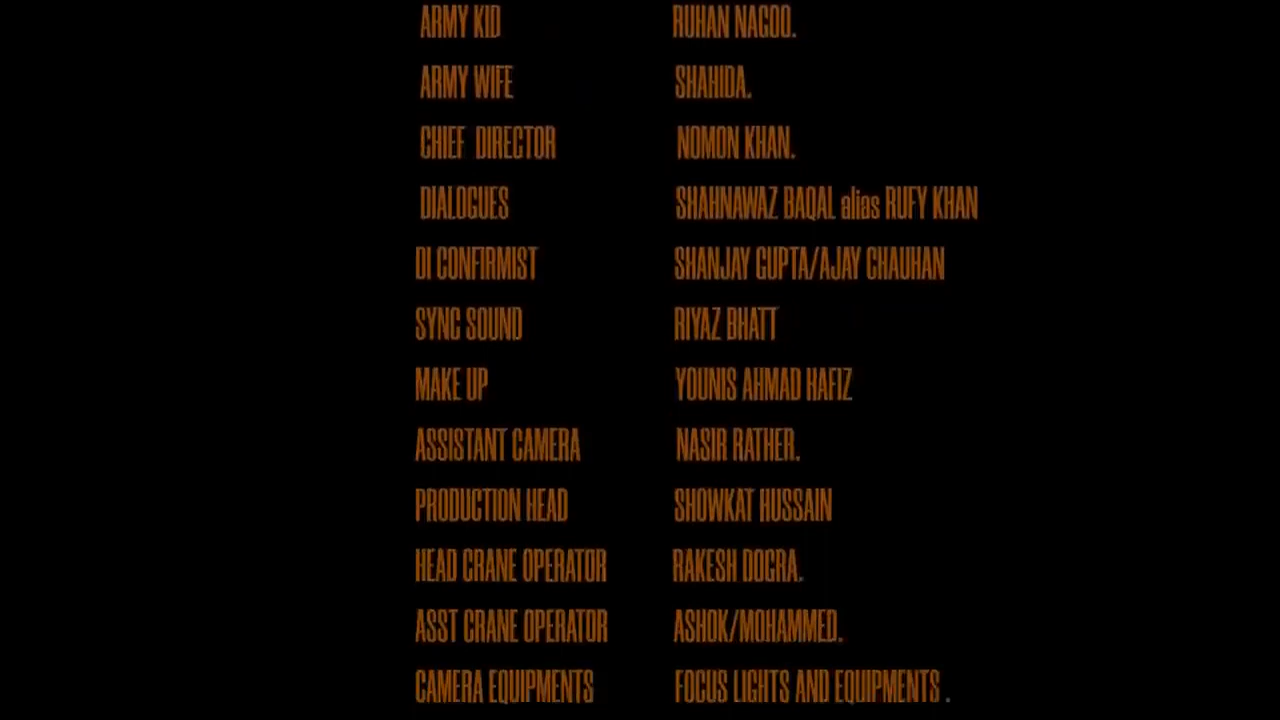 ARMY KID RUHAN NAGOO.
ARMY WIFE SHAHIDA.
CHIEF DIRECTOR NOMON KHAN.
DIALOGUES SHAHNAWAZ BAQAL alias RUFY KHAN
DI CONFIRMIST SHANJAY GUPTA/AJAY CHAUHAN
SYNC SOUND RIYAZ BHATT
MAKE UP YOUNIS AHMAD HAFIZ
ASSISTANT CAMERA NASIR RATHER.
PRODUCTION HEAD SHOWKAT HUSSAIN
HEAD CRANE OPERATOR RAKESH DOGRA.
ASST CRANE OPERATOR ASHOK/MOHAMMED.
CAMERA EQUIPMENTS FOCUS LIGHTS AND EQUIPMENTS .